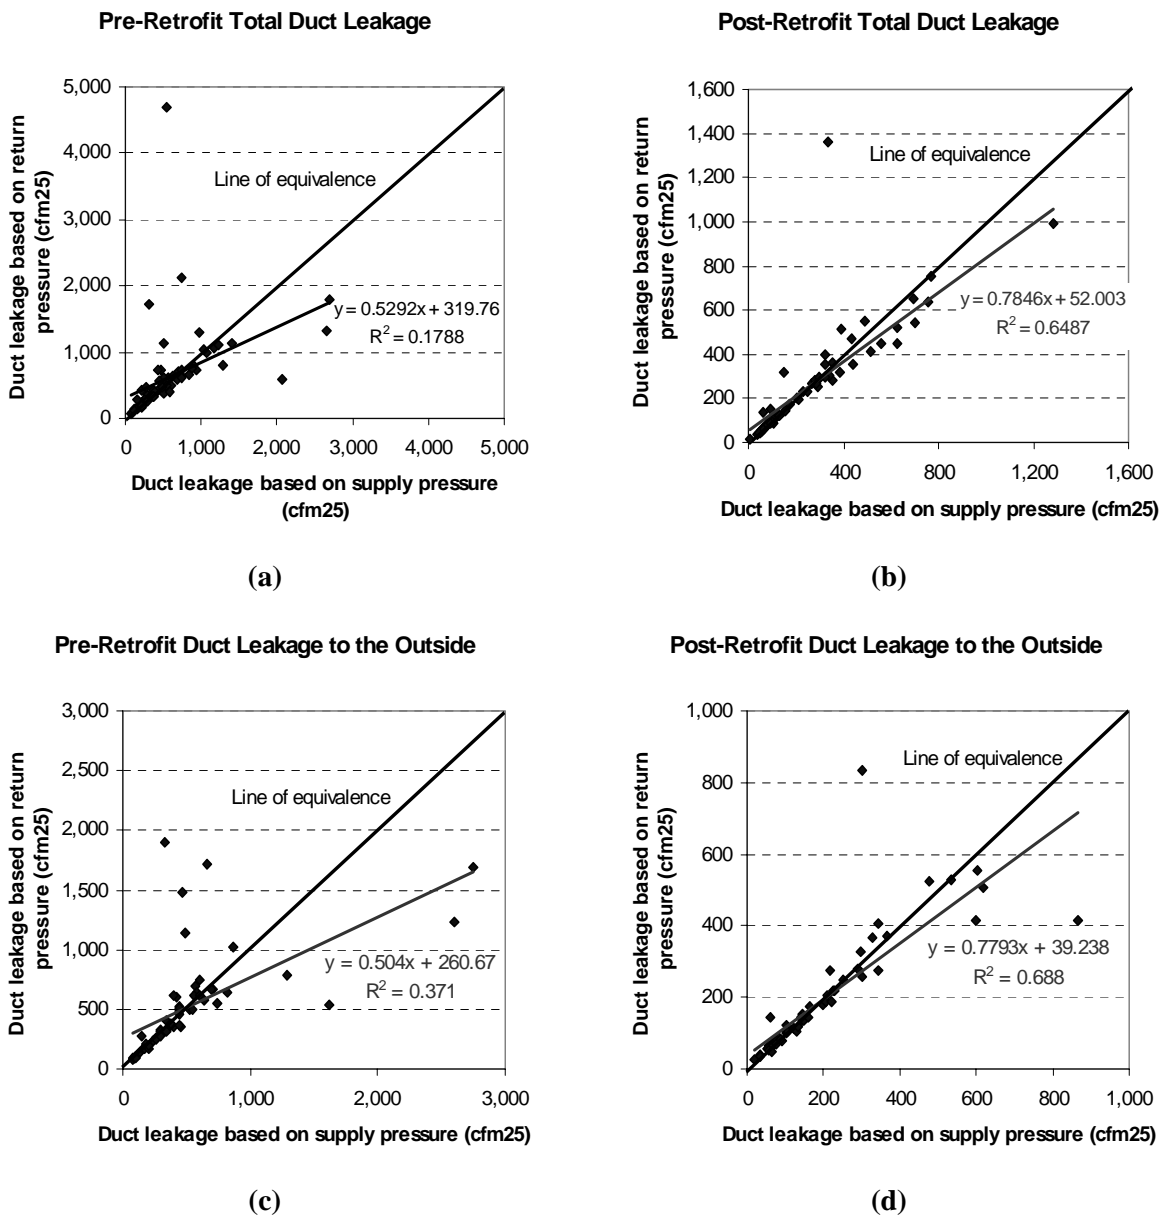 Pre-Retrofit Total Duct Leakage
Duct leakage based on return
pressure (cfm25)
5,000
4,000
3,000
2,000
1,000
0
Line of equivalence
y = 0.5292x + 319.76
R² = 0.1788
0 1,000 2,000 3,000 4,000 5,000
Duct leakage based on supply pressure
(cfm25)
(a)
Post-Retrofit Total Duct Leakage
Duct leakage based on return
pressure (cfm25)
1,600
1,400
1,200
1,000
800
600
400
200
0
Line of equivalence
y = 0.7846x + 52.003
R² = 0.6487
0 400 800 1,200 1,600
Duct leakage based on supply pressure (cfm25)
(b)
Pre-Retrofit Duct Leakage to the Outside
Duct leakage based on return
pressure (cfm25)
3,000
2,500
2,000
1,500
1,000
500
0
Line of equivalence
y = 0.504x + 260.67
R² = 0.371
0 1,000 2,000 3,000
Duct leakage based on supply pressure (cfm25)
(c)
Post-Retrofit Duct Leakage to the Outside
Duct leakage based on return
pressure (cfm25)
1,000
800
600
400
200
0
Line of equivalence
y = 0.7793x + 39.238
R² = 0.688
0 200 400 600 800 1,000
Duct leakage based on supply pressure (cfm25)
(d)